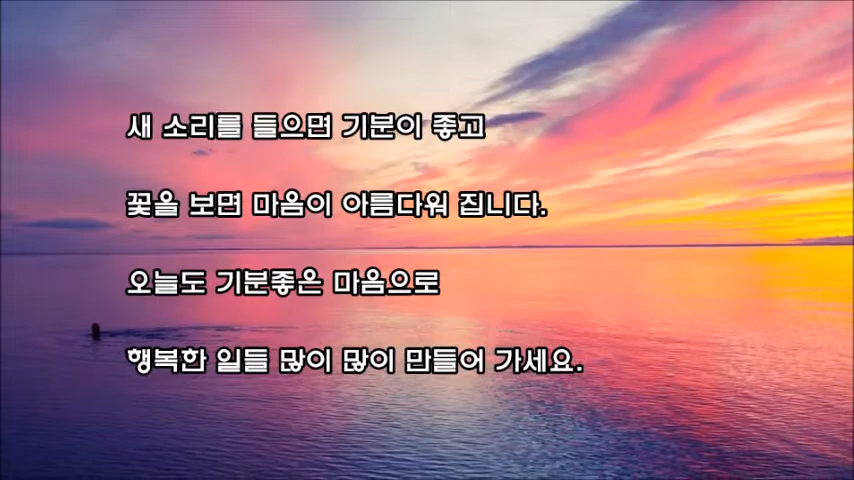 새 소리를 들으면 기분이 좋고
꽃을 보면 마음이 아름다워 집니다.
오늘도 기분좋은 마음으로
행복한 일들 많이 많이 만들어 가세요.